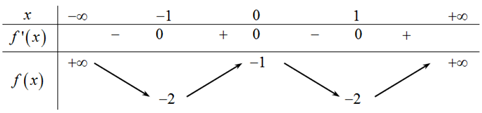 x −∞ −1 0 1 +∞
f'(x) − 0 + 0 − 0 +
+∞ −1 +∞
f(x)
−2 −2